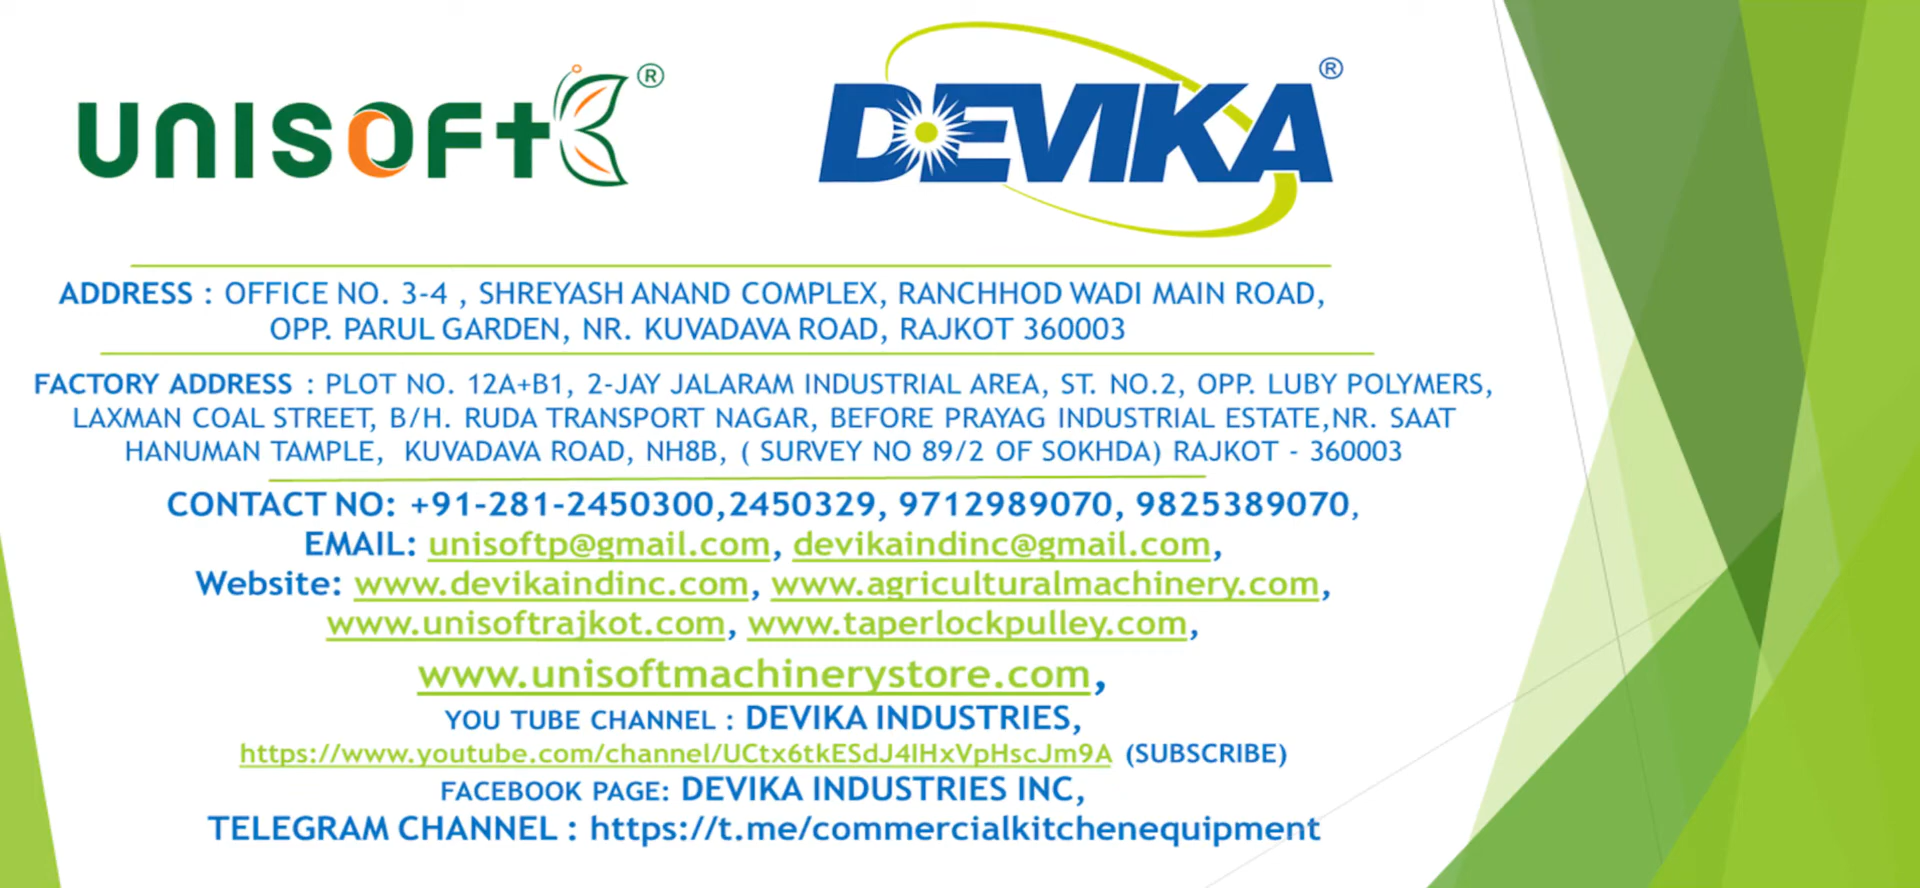 UNISOFT ®
DEVIKA ®
ADDRESS : OFFICE NO. 3-4 , SHREYASH ANAND COMPLEX, RANCHHOD WADI MAIN ROAD,
OPP. PARUL GARDEN, NR. KUVADAVA ROAD, RAJKOT 360003
FACTORY ADDRESS : PLOT NO. 12A+B1, 2-JAY JALARAM INDUSTRIAL AREA, ST. NO.2, OPP. LUBY POLYMERS,
LAXMAN COAL STREET, B/H. RUDA TRANSPORT NAGAR, BEFORE PRAYAG INDUSTRIAL ESTATE,NR. SAAT
HANUMAN TAMPLE, KUVADAVA ROAD, NH8B, ( SURVEY NO 89/2 OF SOKHDA) RAJKOT - 360003
CONTACT NO: +91-281-2450300,2450329, 9712989070, 9825389070,
EMAIL: unisoftp@gmail.com, devikaindinc@gmail.com,
Website: www.devikaindinc.com, www.agriculturalmachinery.com,
www.unisoftrajkot.com, www.taperlockpulley.com,
www.unisoftmachinerystore.com,
YOU TUBE CHANNEL : DEVIKA INDUSTRIES,
https://www.youtube.com/channel/UCtx6tkESdJ4lHxVpHscJm9A (SUBSCRIBE)
FACEBOOK PAGE: DEVIKA INDUSTRIES INC,
TELEGRAM CHANNEL : https://t.me/commercialkitchenequipment